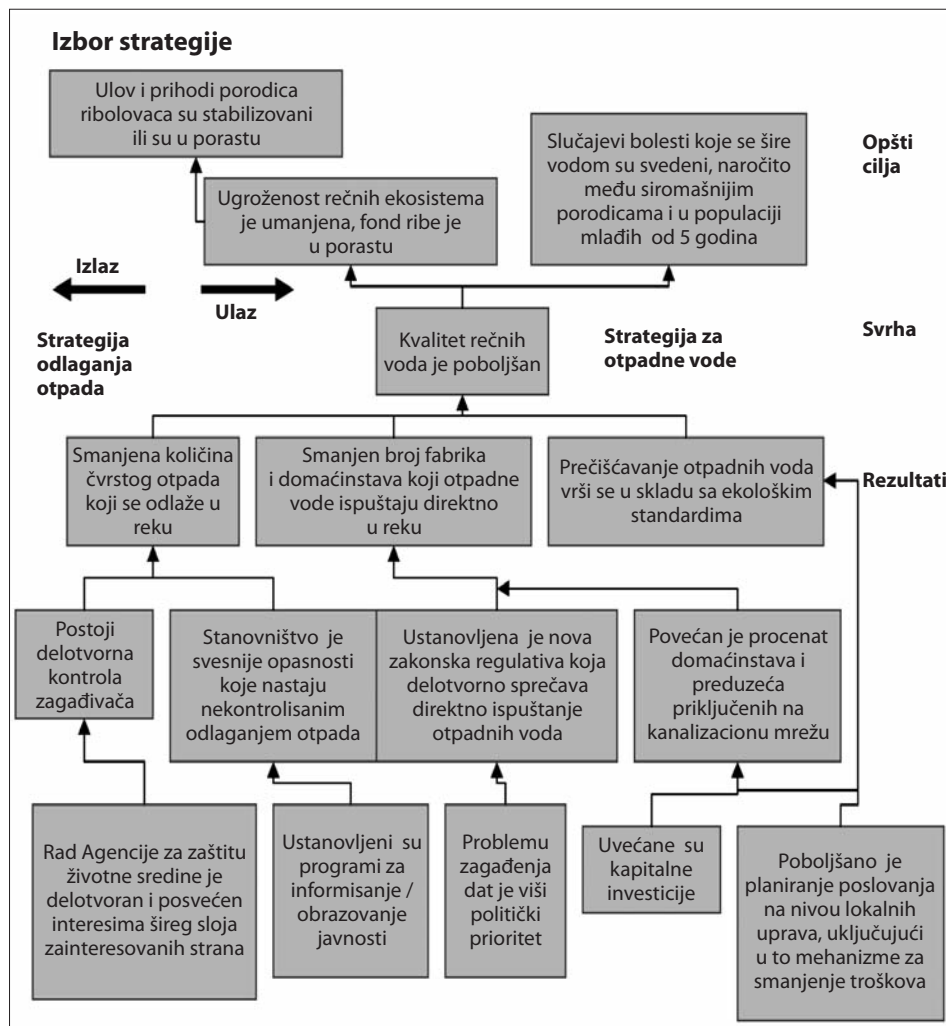 Izbor strategije
Ulov i prihodi porodica
ribolovaca su stabilizovani
ili su u porastu
Slučajevi bolesti koje se šire
vodom su svedeni, naročito
među siromašnijim
porodicama i u populaciji
mlađih od 5 godina
Opšti
cilja
Ugroženost rečnih ekosistema
je umanjena, fond ribe je
u porastu
Izlaz
Ulaz
Strategija
odlaganja
otpada
Kvalitet rečnih
voda je poboljšan
Strategija za
otpadne vode
Svrha
Smanjena količina
čvrstog otpada
koji se odlaže u
reku
Smanjen broj fabrika
i domaćinstava koji otpadne
vode ispuštaju direktno
u reku
Prečišćavanje otpadnih voda
vrši se u skladu sa ekološkim
standardima
Rezultati
Postoji
delotvorna
kontrola
zagađivača
Stanovništvo je
svesnije opasnosti
koje nastaju
nekontrolisanim
odlaganjem otpada
Ustanovljena je nova
zakonska regulativa koja
delotvorno sprečava
direktno ispuštanje
otpadnih voda
Povećan je procenat
domaćinstava i
preduzeća
priključenih na
kanalizacionu mrežu
Rad Agencije za zaštitu
životne sredine je
delotvoran i posvećen
interesima šireg sloja
zainteresovanih strana
Ustanovljeni su
programi za
informisanje /
obrazovanje
javnosti
Problemu
zagađenja
dat je viši
politički
prioritet
Uvećane su
kapitalne
investicije
Poboljšano je
planiranje poslovanja
na nivou lokalnih
uprava, uključujući
u to mehanizme za
smanjenje troškova